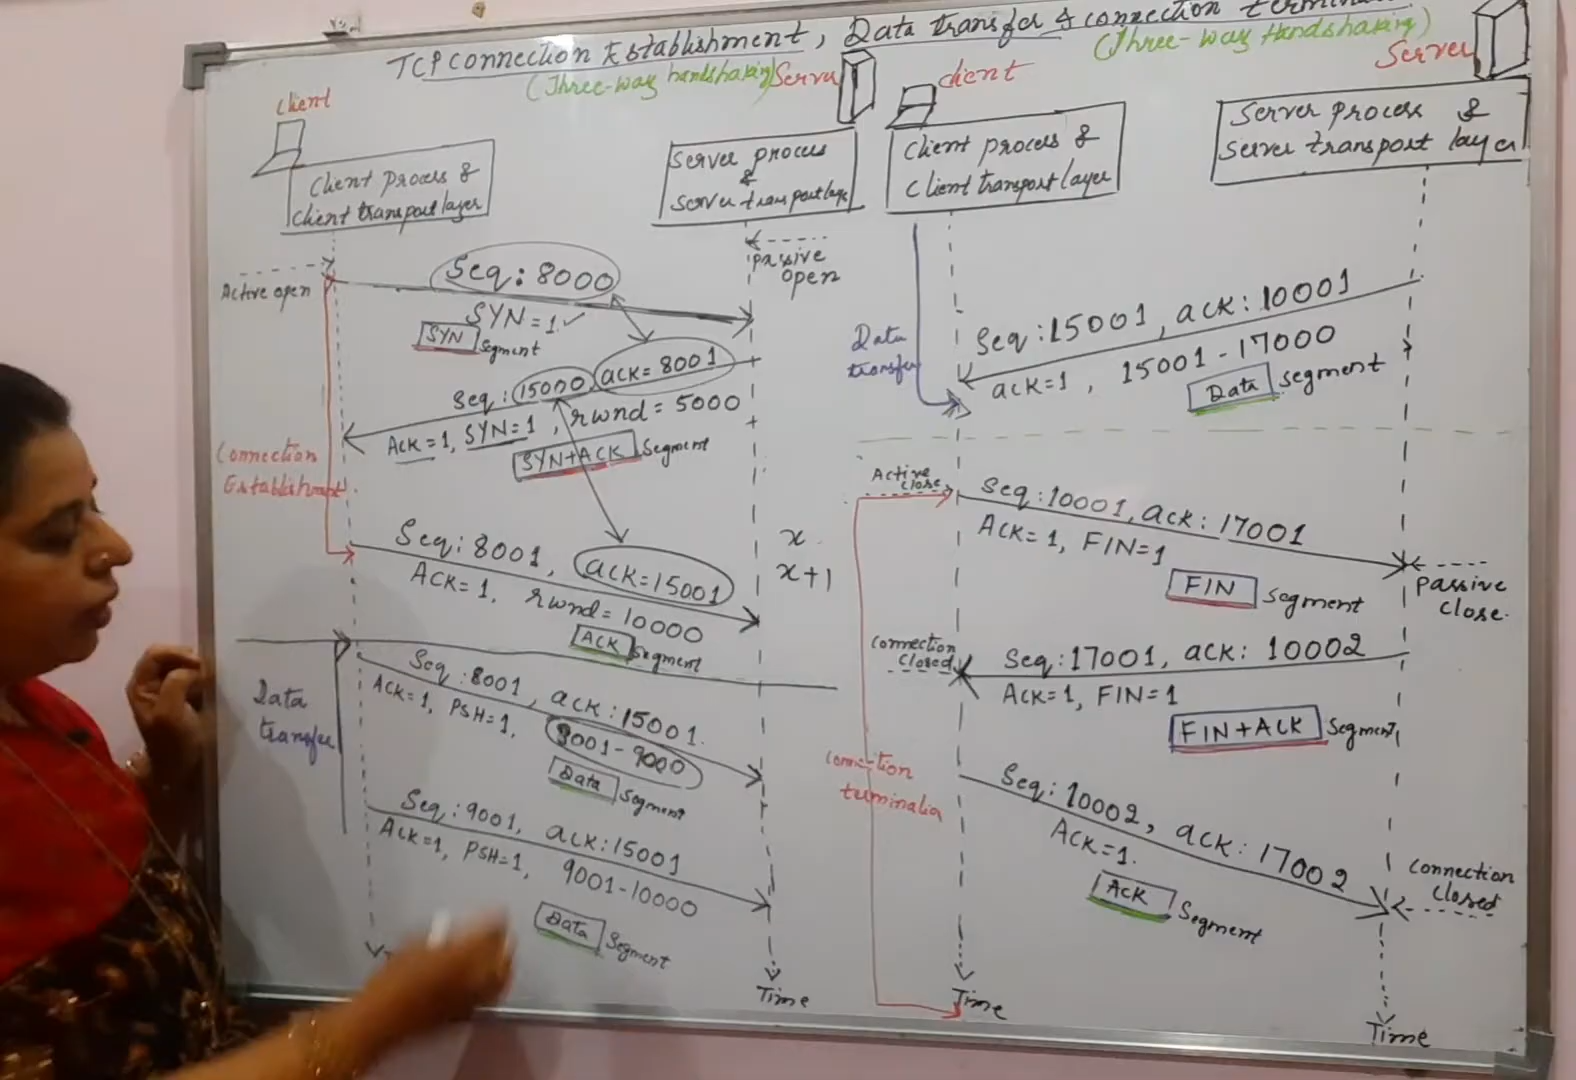 TCP Connection Establishment, Data transfer & connection
(Three-way handshaking)
(Three-way Handshaking)
client
Server
client
Server
Client process &
Client transport layer
Server process
&
Server transport
Client process &
Client transport layer
Server process &
Server transport layer
Active open
passive
open
Seq: 8000
SYN=1 ✓
SYN Segment
Seq: 15000, ack=8001
Ack=1, SYN=1, rwnd=5000
SYN+ACK Segment
Connection
Establishment
Seq: 8001, ack=15001
ACK=1, rwnd=10000
ACK Segment
x
x+1
Data
transfer
Seq:8001, ack:15001.
ACK=1, PSH=1, 8001-9000
Data Segment
Seq:9001, ack:15001
Ack=1, PSH=1, 9001-10000
Data Segment
Time
Data
transfer
Seq:15001, ack:10001
ack=1, 15001-17000
Data segment
Active
close
Seq:10001, ack:17001
Ack=1, FIN=1
FIN segment
passive
close.
connection
closed
Seq:17001, ack: 10002
Ack=1, FIN=1
FIN+ACK Segment
connection
Seq:10002, ack:17002
Ack=1.
ACK Segment
connection
closed
Time
Time